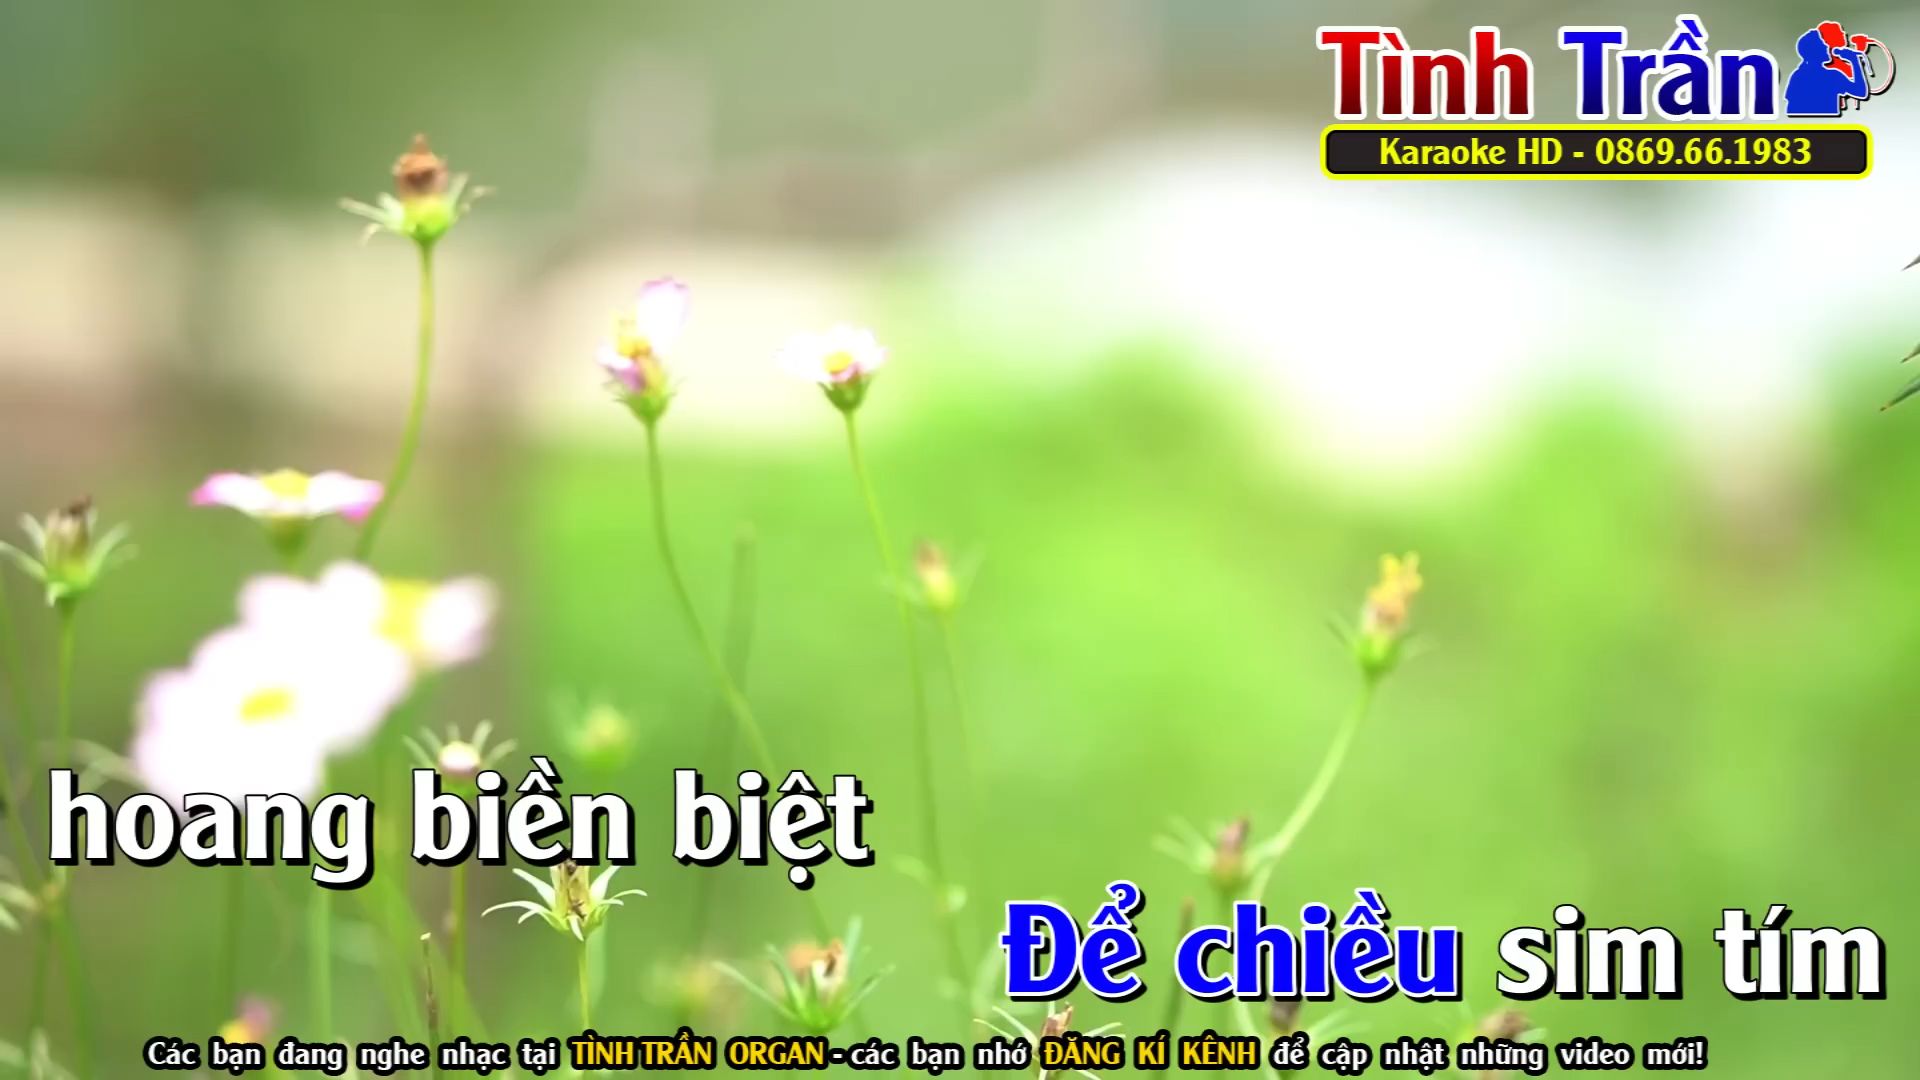 Tình Trần
Karaoke HD - 0869.66.1983
hoang biền biệt
Để chiều sim tím
Các bạn đang nghe nhạc tại TÌNH TRẦN ORGAN - các bạn nhớ ĐĂNG KÍ KÊNH để cập nhật những video mới!